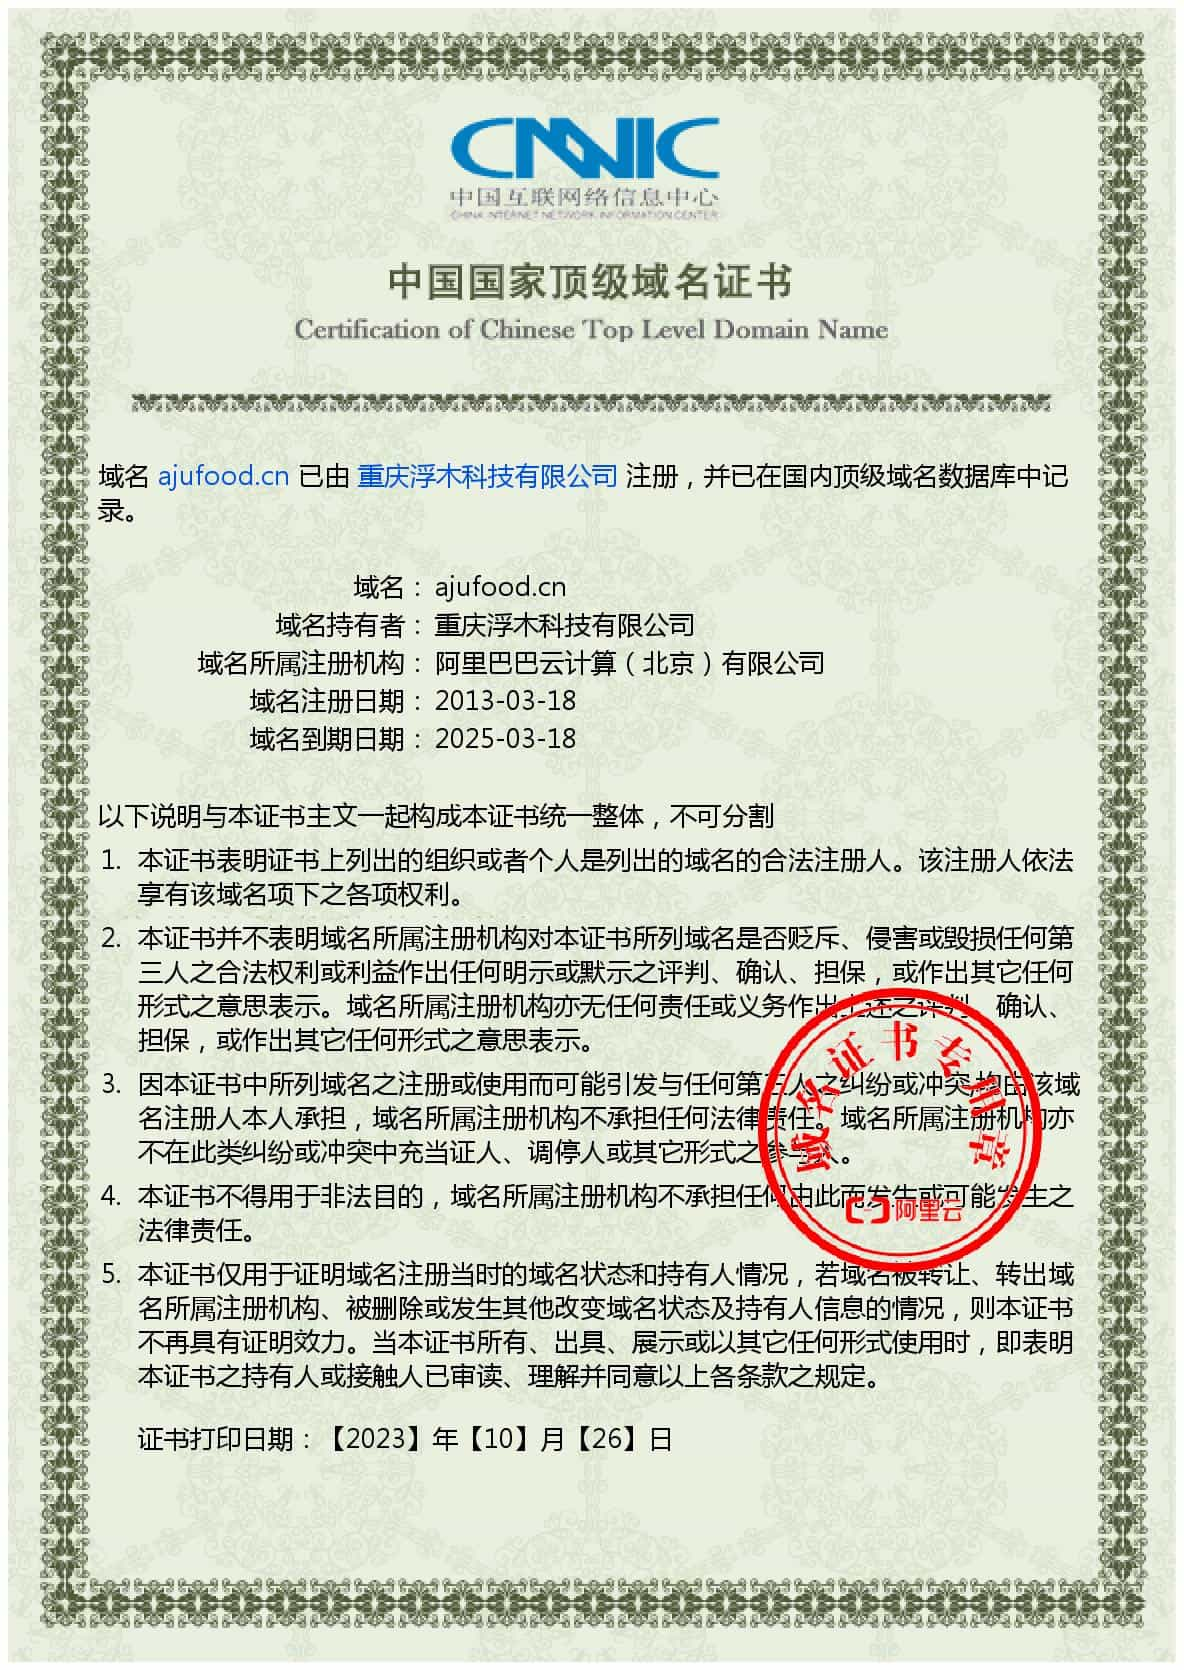 CNNIC
中国互联网络信息中心
CHINA INTERNET NETWORK INFORMATION CENTER
中国国家顶级域名证书
Certification of Chinese Top Level Domain Name
域名 ajufood.cn 已由 重庆浮木科技有限公司 注册，并已在国内顶级域名数据库中记
录。
域名： ajufood.cn
域名持有者： 重庆浮木科技有限公司
域名所属注册机构： 阿里巴巴云计算（北京）有限公司
域名注册日期： 2013-03-18
域名到期日期： 2025-03-18
以下说明与本证书主文一起构成本证书统一整体，不可分割
1. 本证书表明证书上列出的组织或者个人是列出的域名的合法注册人。该注册人依法
享有该域名项下之各项权利。
2. 本证书并不表明域名所属注册机构对本证书所列域名是否贬斥、侵害或毁损任何第
三人之合法权利或利益作出任何明示或默示之评判、确认、担保，或作出其它任何
形式之意思表示。域名所属注册机构亦无任何责任或义务作出上述之评判、确认、
担保，或作出其它任何形式之意思表示。
3. 因本证书中所列域名之注册或使用而可能引发与任何第三人之纠纷或冲突，均由该域
名注册人本人承担，域名所属注册机构不承担任何法律责任。域名所属注册机构亦
不在此类纠纷或冲突中充当证人、调停人或其它形式之参与人。
4. 本证书不得用于非法目的，域名所属注册机构不承担任何由此而发生或可能发生之
法律责任。
5. 本证书仅用于证明域名注册当时的域名状态和持有人情况，若域名被转让、转出域
名所属注册机构、被删除或发生其他改变域名状态及持有人信息的情况，则本证书
不再具有证明效力。当本证书所有、出具、展示或以其它任何形式使用时，即表明
本证书之持有人或接触人已审读、理解并同意以上各条款之规定。
域名证书专用章
阿里云
证书打印日期：【2023】年【10】月【26】日